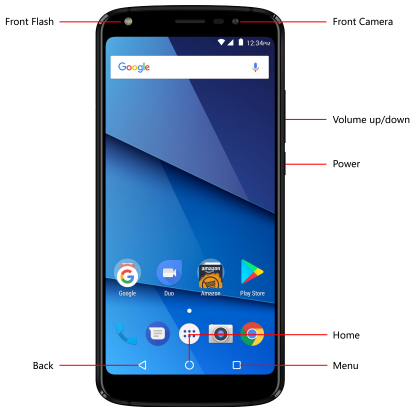 Front Flash
Front Camera
12:34PM
Google
Volume up/down
Power
Google
Duo
amazon
Amazon
Play Store
Home
Back
Menu